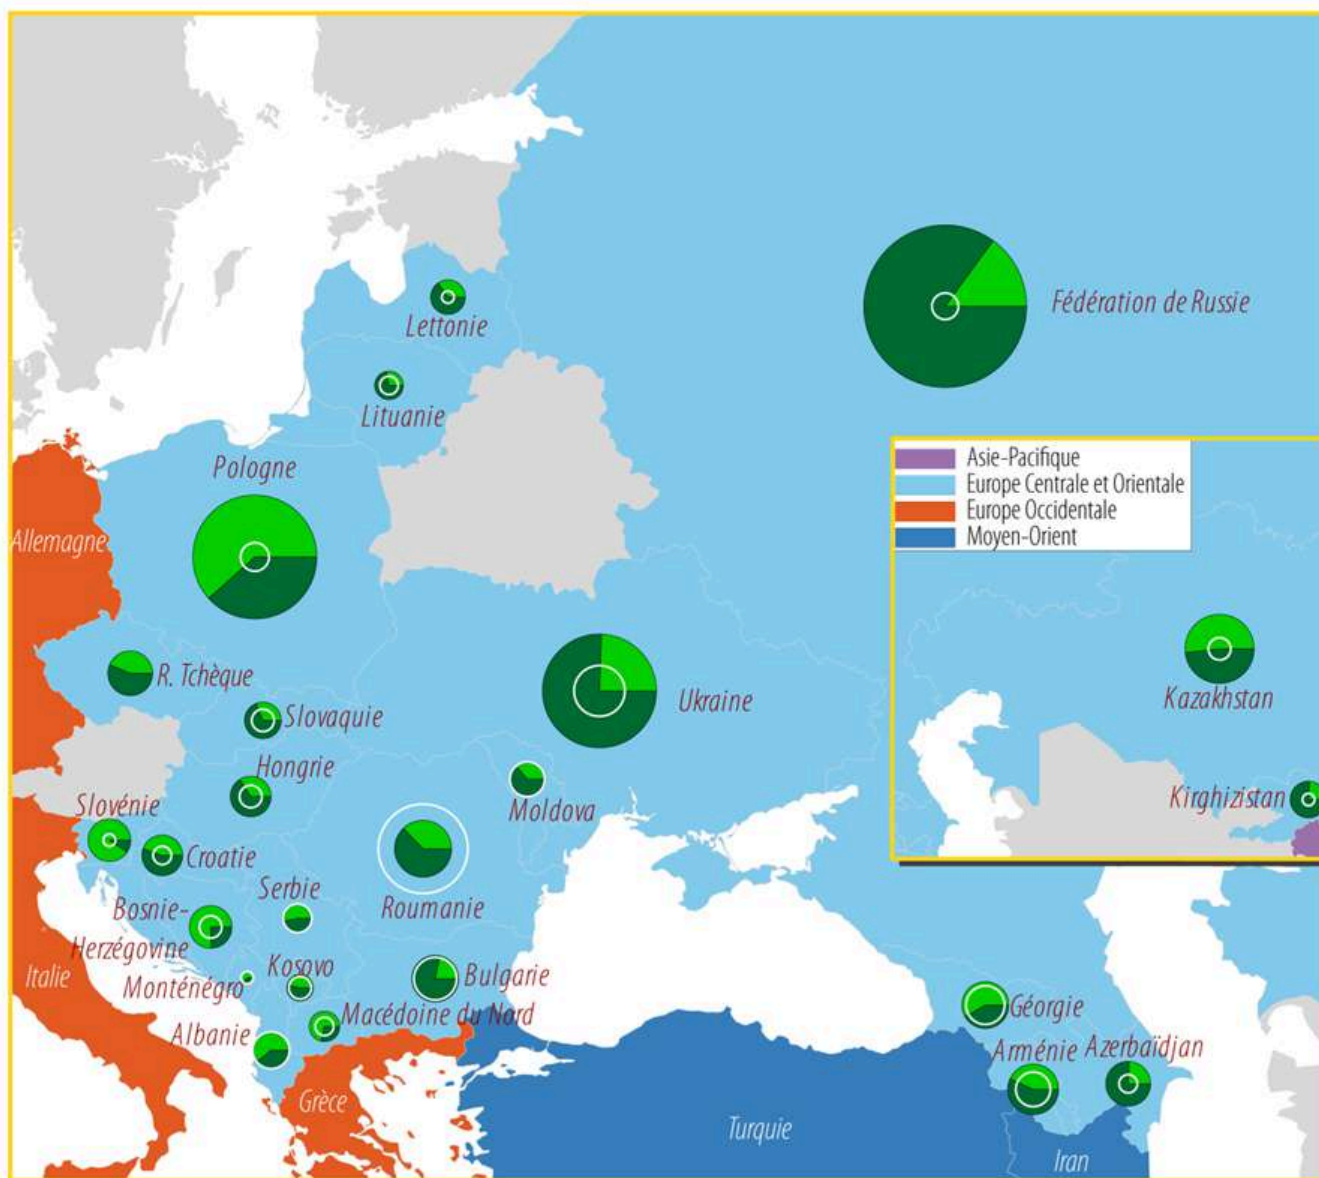 Fédération de Russie
Lettonie
Lituanie
Pologne
Allemagne
Asie-Pacifique
Europe Centrale et Orientale
Europe Occidentale
Moyen-Orient
R. Tchèque
Slovaquie
Ukraine
Kazakhstan
Hongrie
Moldova
Kirghizistan
Slovénie
Croatie
Serbie
Roumanie
Bosnie-
Herzégovine
Italie
Kosovo
Bulgarie
Monténégro
Macédoine du Nord
Albanie
Géorgie
Arménie
Azerbaïdjan
Grèce
Turquie
Iran